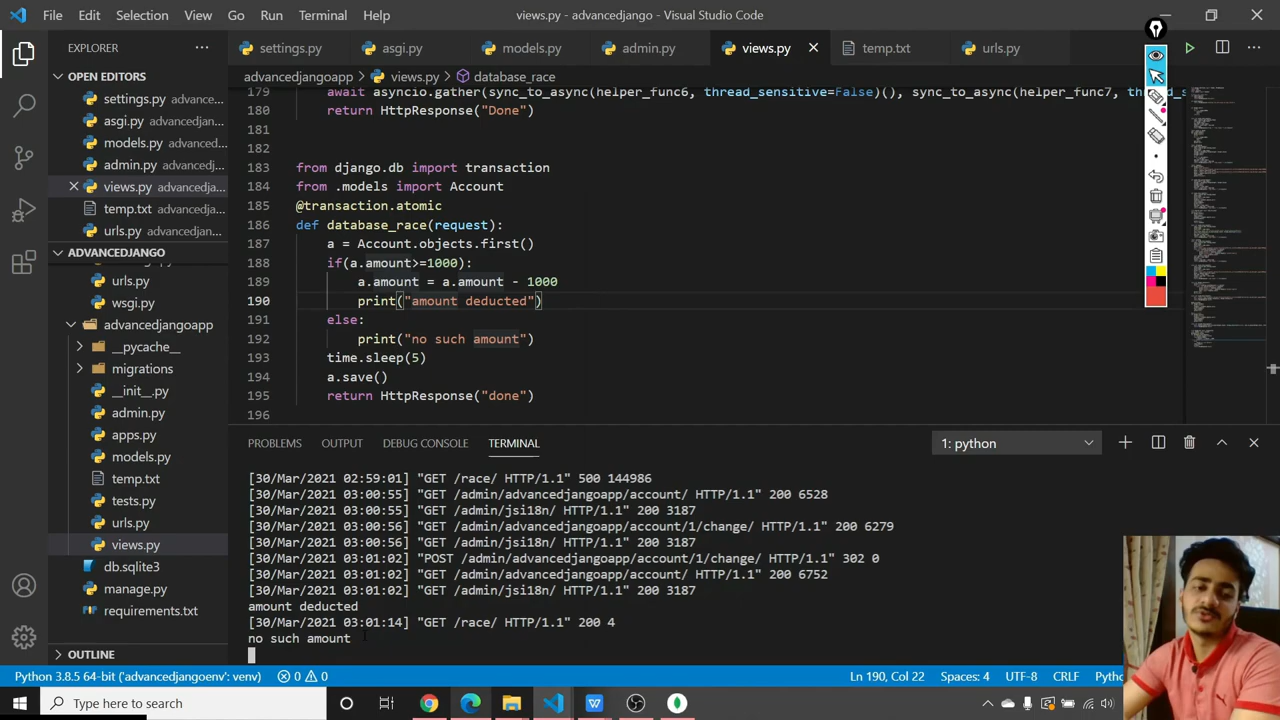 File Edit Selection View Go Run Terminal Help views.py - advancedjango - Visual Studio Code
EXPLORER
settings.py asgi.py models.py admin.py views.py temp.txt urls.py
OPEN EDITORS
settings.py advance...
asgi.py advancedja...
models.py advance...
admin.py advanced...
views.py advancedja...
temp.txt advancedj...
urls.py advancedja...
ADVANCEDJANGO
urls.py
wsgi.py
advancedjangoapp
__pycache__
migrations
__init__.py
admin.py
apps.py
models.py
temp.txt
tests.py
urls.py
views.py
db.sqlite3
manage.py
requirements.txt
OUTLINE
advancedjangoapp > views.py > database_race
179 await asyncio.gather(sync_to_async(helper_func6, thread_sensitive=False)(), sync_to_async(helper_func7, thread_s
180 return HttpResponse("Done")
181
182
183 from django.db import transaction
184 from .models import Account
185 @transaction.atomic
186 def database_race(request):
187 a = Account.objects.first()
188 if(a.amount>=1000):
189 a.amount = a.amount - 1000
190 print("amount deducted")
191 else:
192 print("no such amount")
193 time.sleep(5)
194 a.save()
195 return HttpResponse("done")
196
PROBLEMS OUTPUT DEBUG CONSOLE TERMINAL 1: python
[30/Mar/2021 02:59:01] "GET /race/ HTTP/1.1" 500 144986
[30/Mar/2021 03:00:55] "GET /admin/advancedjangoapp/account/ HTTP/1.1" 200 6528
[30/Mar/2021 03:00:55] "GET /admin/jsi18n/ HTTP/1.1" 200 3187
[30/Mar/2021 03:00:56] "GET /admin/advancedjangoapp/account/1/change/ HTTP/1.1" 200 6279
[30/Mar/2021 03:00:56] "GET /admin/jsi18n/ HTTP/1.1" 200 3187
[30/Mar/2021 03:01:02] "POST /admin/advancedjangoapp/account/1/change/ HTTP/1.1" 302 0
[30/Mar/2021 03:01:02] "GET /admin/advancedjangoapp/account/ HTTP/1.1" 200 6752
[30/Mar/2021 03:01:02] "GET /admin/jsi18n/ HTTP/1.1" 200 3187
amount deducted
[30/Mar/2021 03:01:14] "GET /race/ HTTP/1.1" 200 4
no such amount
Python 3.8.5 64-bit ('advancedjangoenv': venv) 0 0 Ln 190, Col 22 Spaces: 4 UTF-8 CRLF Pytho
Type here to search